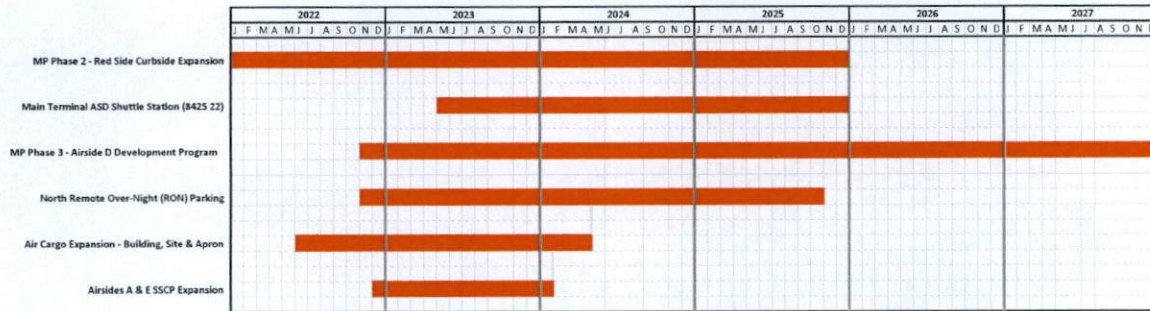 2022 2023 2024 2025 2026 2027
J F M A M J J A S O N D J F M A M J J A S O N D J F M A M J J A S O N D J F M A M J J A S O N D J F M A M J J A S O N D J F M A M J J A S O N
MP Phase 2 - Red Side Curbside Expansion
Main Terminal ASD Shuttle Station (8425 22)
MP Phase 3 - Airside D Development Program
North Remote Over-Night (RON) Parking
Air Cargo Expansion - Building, Site & Apron
Airsides A & E SSCP Expansion